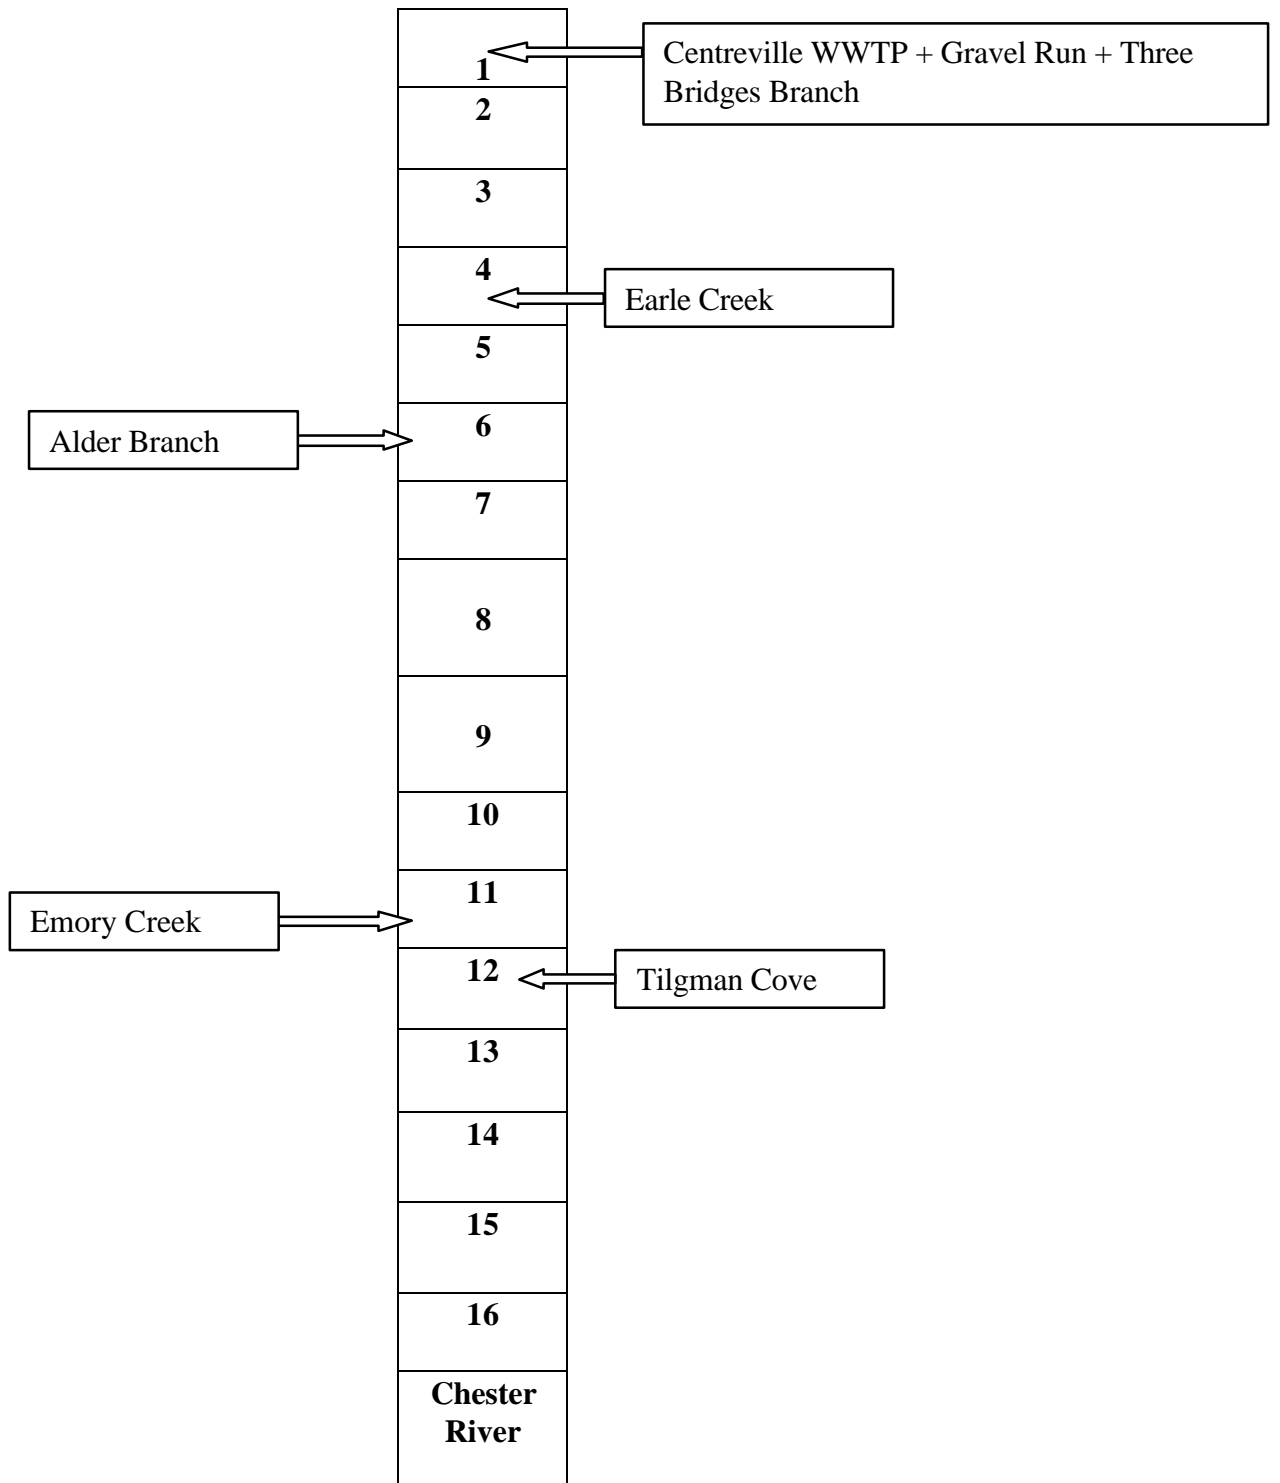 1
Centreville WWTP + Gravel Run + Three
Bridges Branch
2
3
4
Earle Creek
5
Alder Branch
6
7
8
9
10
11
Emory Creek
12
Tilgman Cove
13
14
15
16
Chester
River